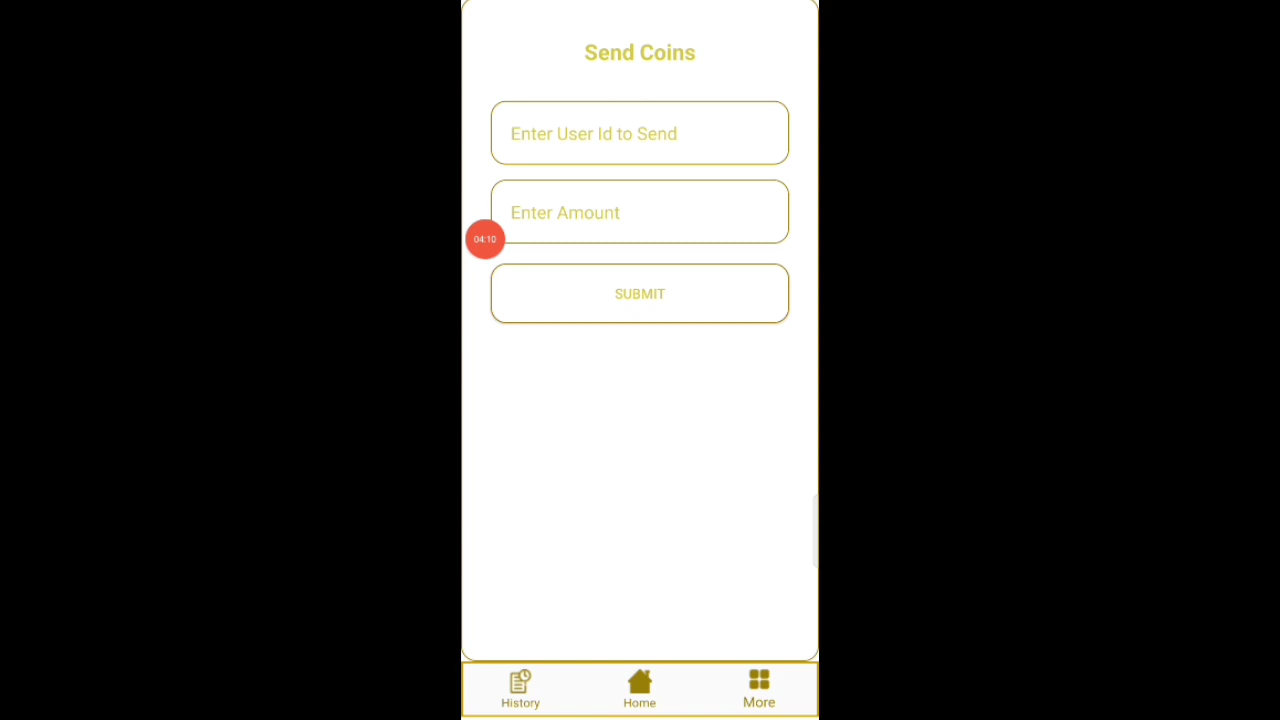 Send Coins
Enter User Id to Send
Enter Amount
04:10
SUBMIT
History
Home
More